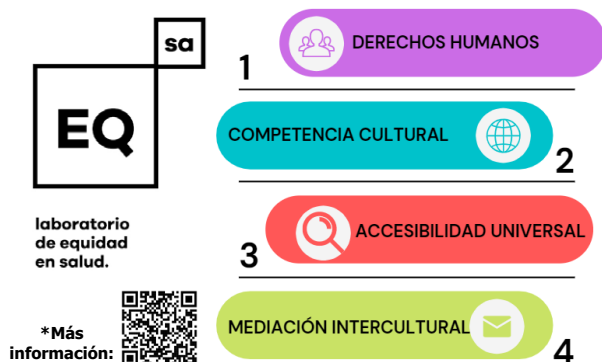 sa
EQ
laboratorio
de equidad
en salud.
*Más
información:
1
DERECHOS HUMANOS
COMPETENCIA CULTURAL
2
3
ACCESIBILIDAD UNIVERSAL
MEDIACIÓN INTERCULTURAL
4